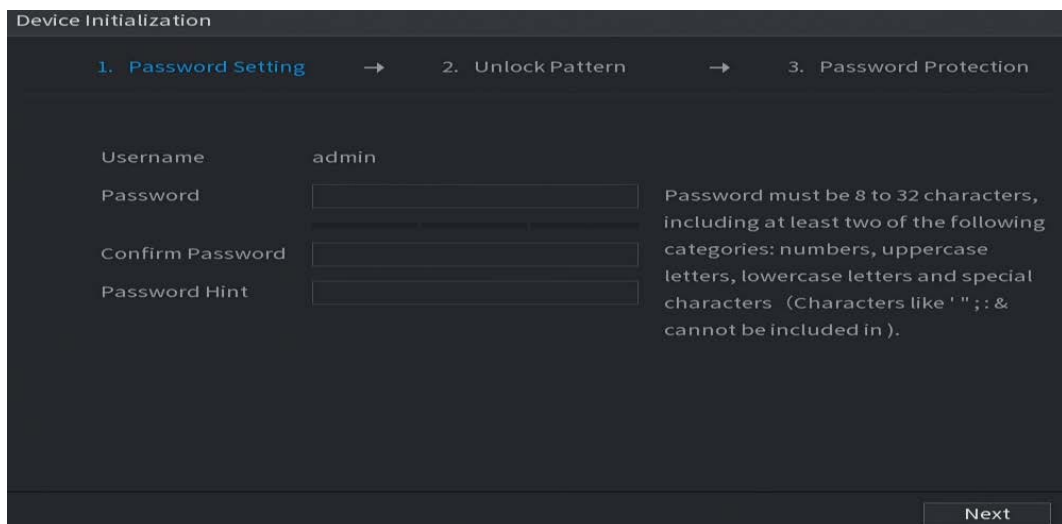 Device Initialization
1. Password Setting → 2. Unlock Pattern → 3. Password Protection
Username admin
Password
Confirm Password
Password Hint
Password must be 8 to 32 characters,
including at least two of the following
categories: numbers, uppercase
letters, lowercase letters and special
characters（Characters like ' " ; : &
cannot be included in ).
Next